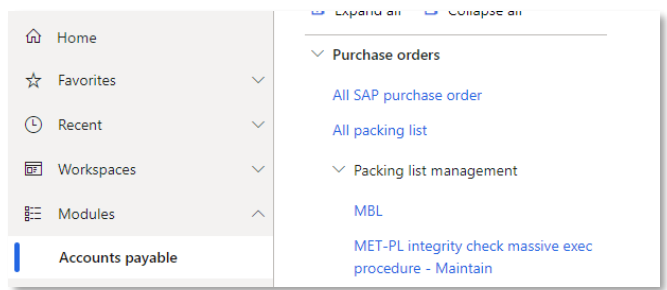 Home
Favorites
Recent
Workspaces
Modules
Accounts payable
Expand all Collapse all
Purchase orders
All SAP purchase order
All packing list
Packing list management
MBL
MET-PL integrity check massive exec
procedure - Maintain